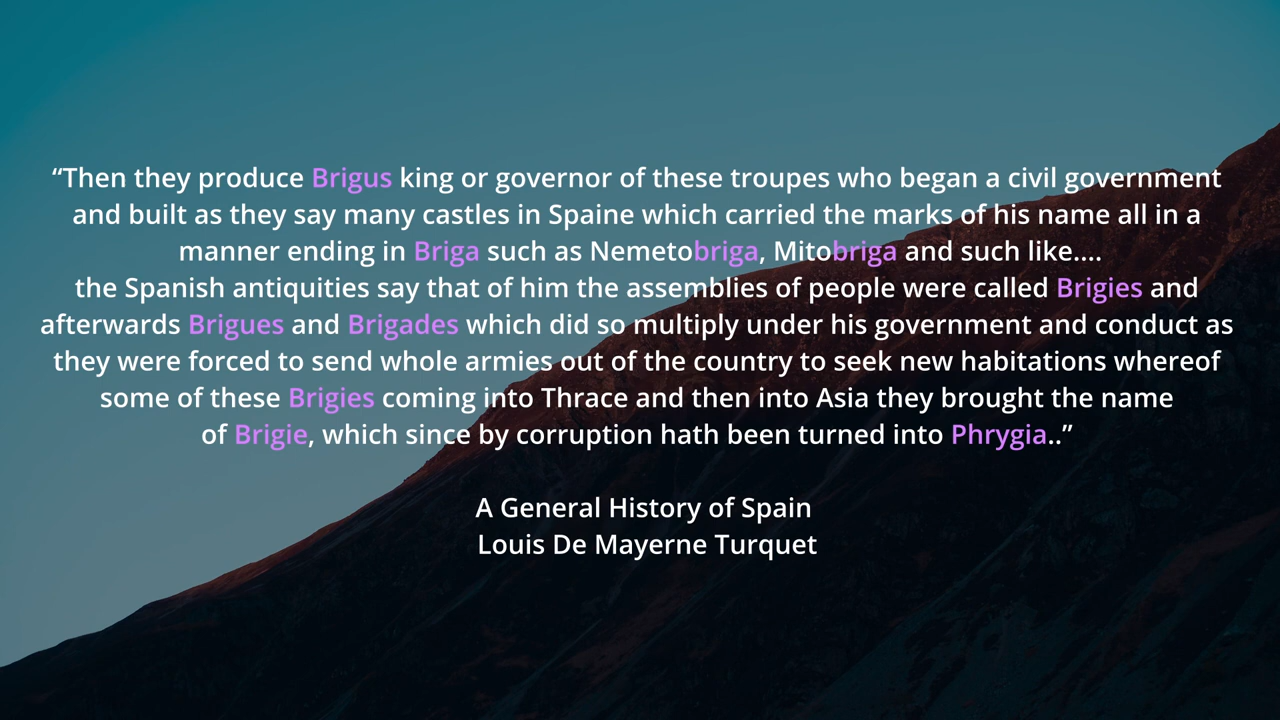 “Then they produce Brigus king or governor of these troupes who began a civil government
and built as they say many castles in Spaine which carried the marks of his name all in a
manner ending in Briga such as Nemetobriga, Mitobriga and such like....
the Spanish antiquities say that of him the assemblies of people were called Brigies and
afterwards Brigues and Brigades which did so multiply under his government and conduct as
they were forced to send whole armies out of the country to seek new habitations whereof
some of these Brigies coming into Thrace and then into Asia they brought the name
of Brigie, which since by corruption hath been turned into Phrygia..”
A General History of Spain
Louis De Mayerne Turquet